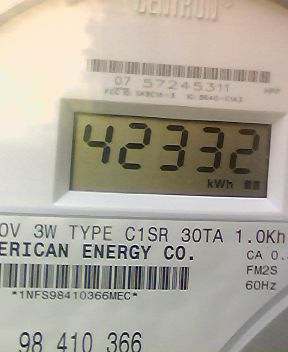 CENTRON
07 57245311
42332
kWh
0V 3W TYPE C1SR 30TA 1.0Kh
ERICAN ENERGY CO.
CA 0.
FM2S
*1NFS98410366MEC*
60Hz
98 410 366